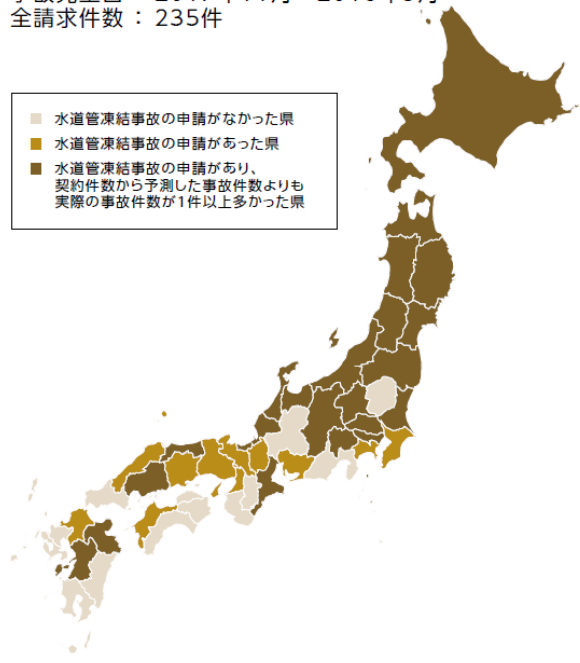 全請求件数 : 235件
水道管凍結事故の申請がなかった県
水道管凍結事故の申請があった県
水道管凍結事故の申請があり、
契約件数から予測した事故件数よりも
実際の事故件数が1件以上多かった県